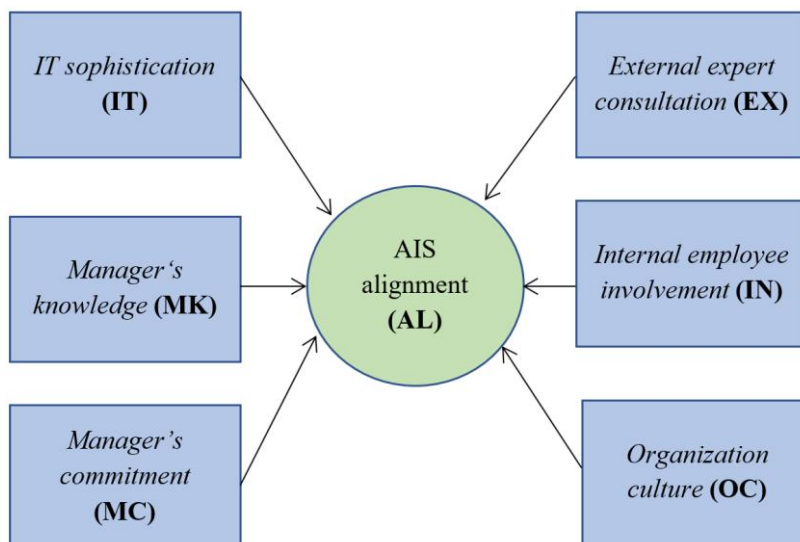 IT sophistication
(IT)
Manager‘s
knowledge (MK)
Manager’s
commitment
(MC)
AIS
alignment
(AL)
External expert
consultation (EX)
Internal employee
involvement (IN)
Organization
culture (OC)